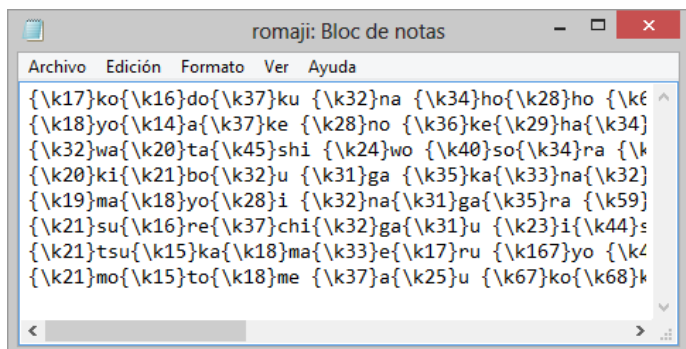 romaji: Bloc de notas
Archivo Edición Formato Ver Ayuda
{\k17}ko{\k16}do{\k37}ku {\k32}na {\k34}ho{\k28}ho {\k6
{\k18}yo{\k14}a{\k37}ke {\k28}no {\k36}ke{\k29}ha{\k34}
{\k32}wa{\k20}ta{\k45}shi {\k24}wo {\k40}so{\k34}ra {\k
{\k20}ki{\k21}bo{\k32}u {\k31}ga {\k35}ka{\k33}na{\k32}
{\k19}ma{\k18}yo{\k28}i {\k32}na{\k31}ga{\k35}ra {\k59}
{\k21}su{\k16}re{\k37}chi{\k32}ga{\k31}u {\k23}i{\k44}s
{\k21}tsu{\k15}ka{\k18}ma{\k33}e{\k17}ru {\k167}yo {\k4
{\k21}mo{\k15}to{\k18}me {\k37}a{\k25}u {\k67}ko{\k68}k